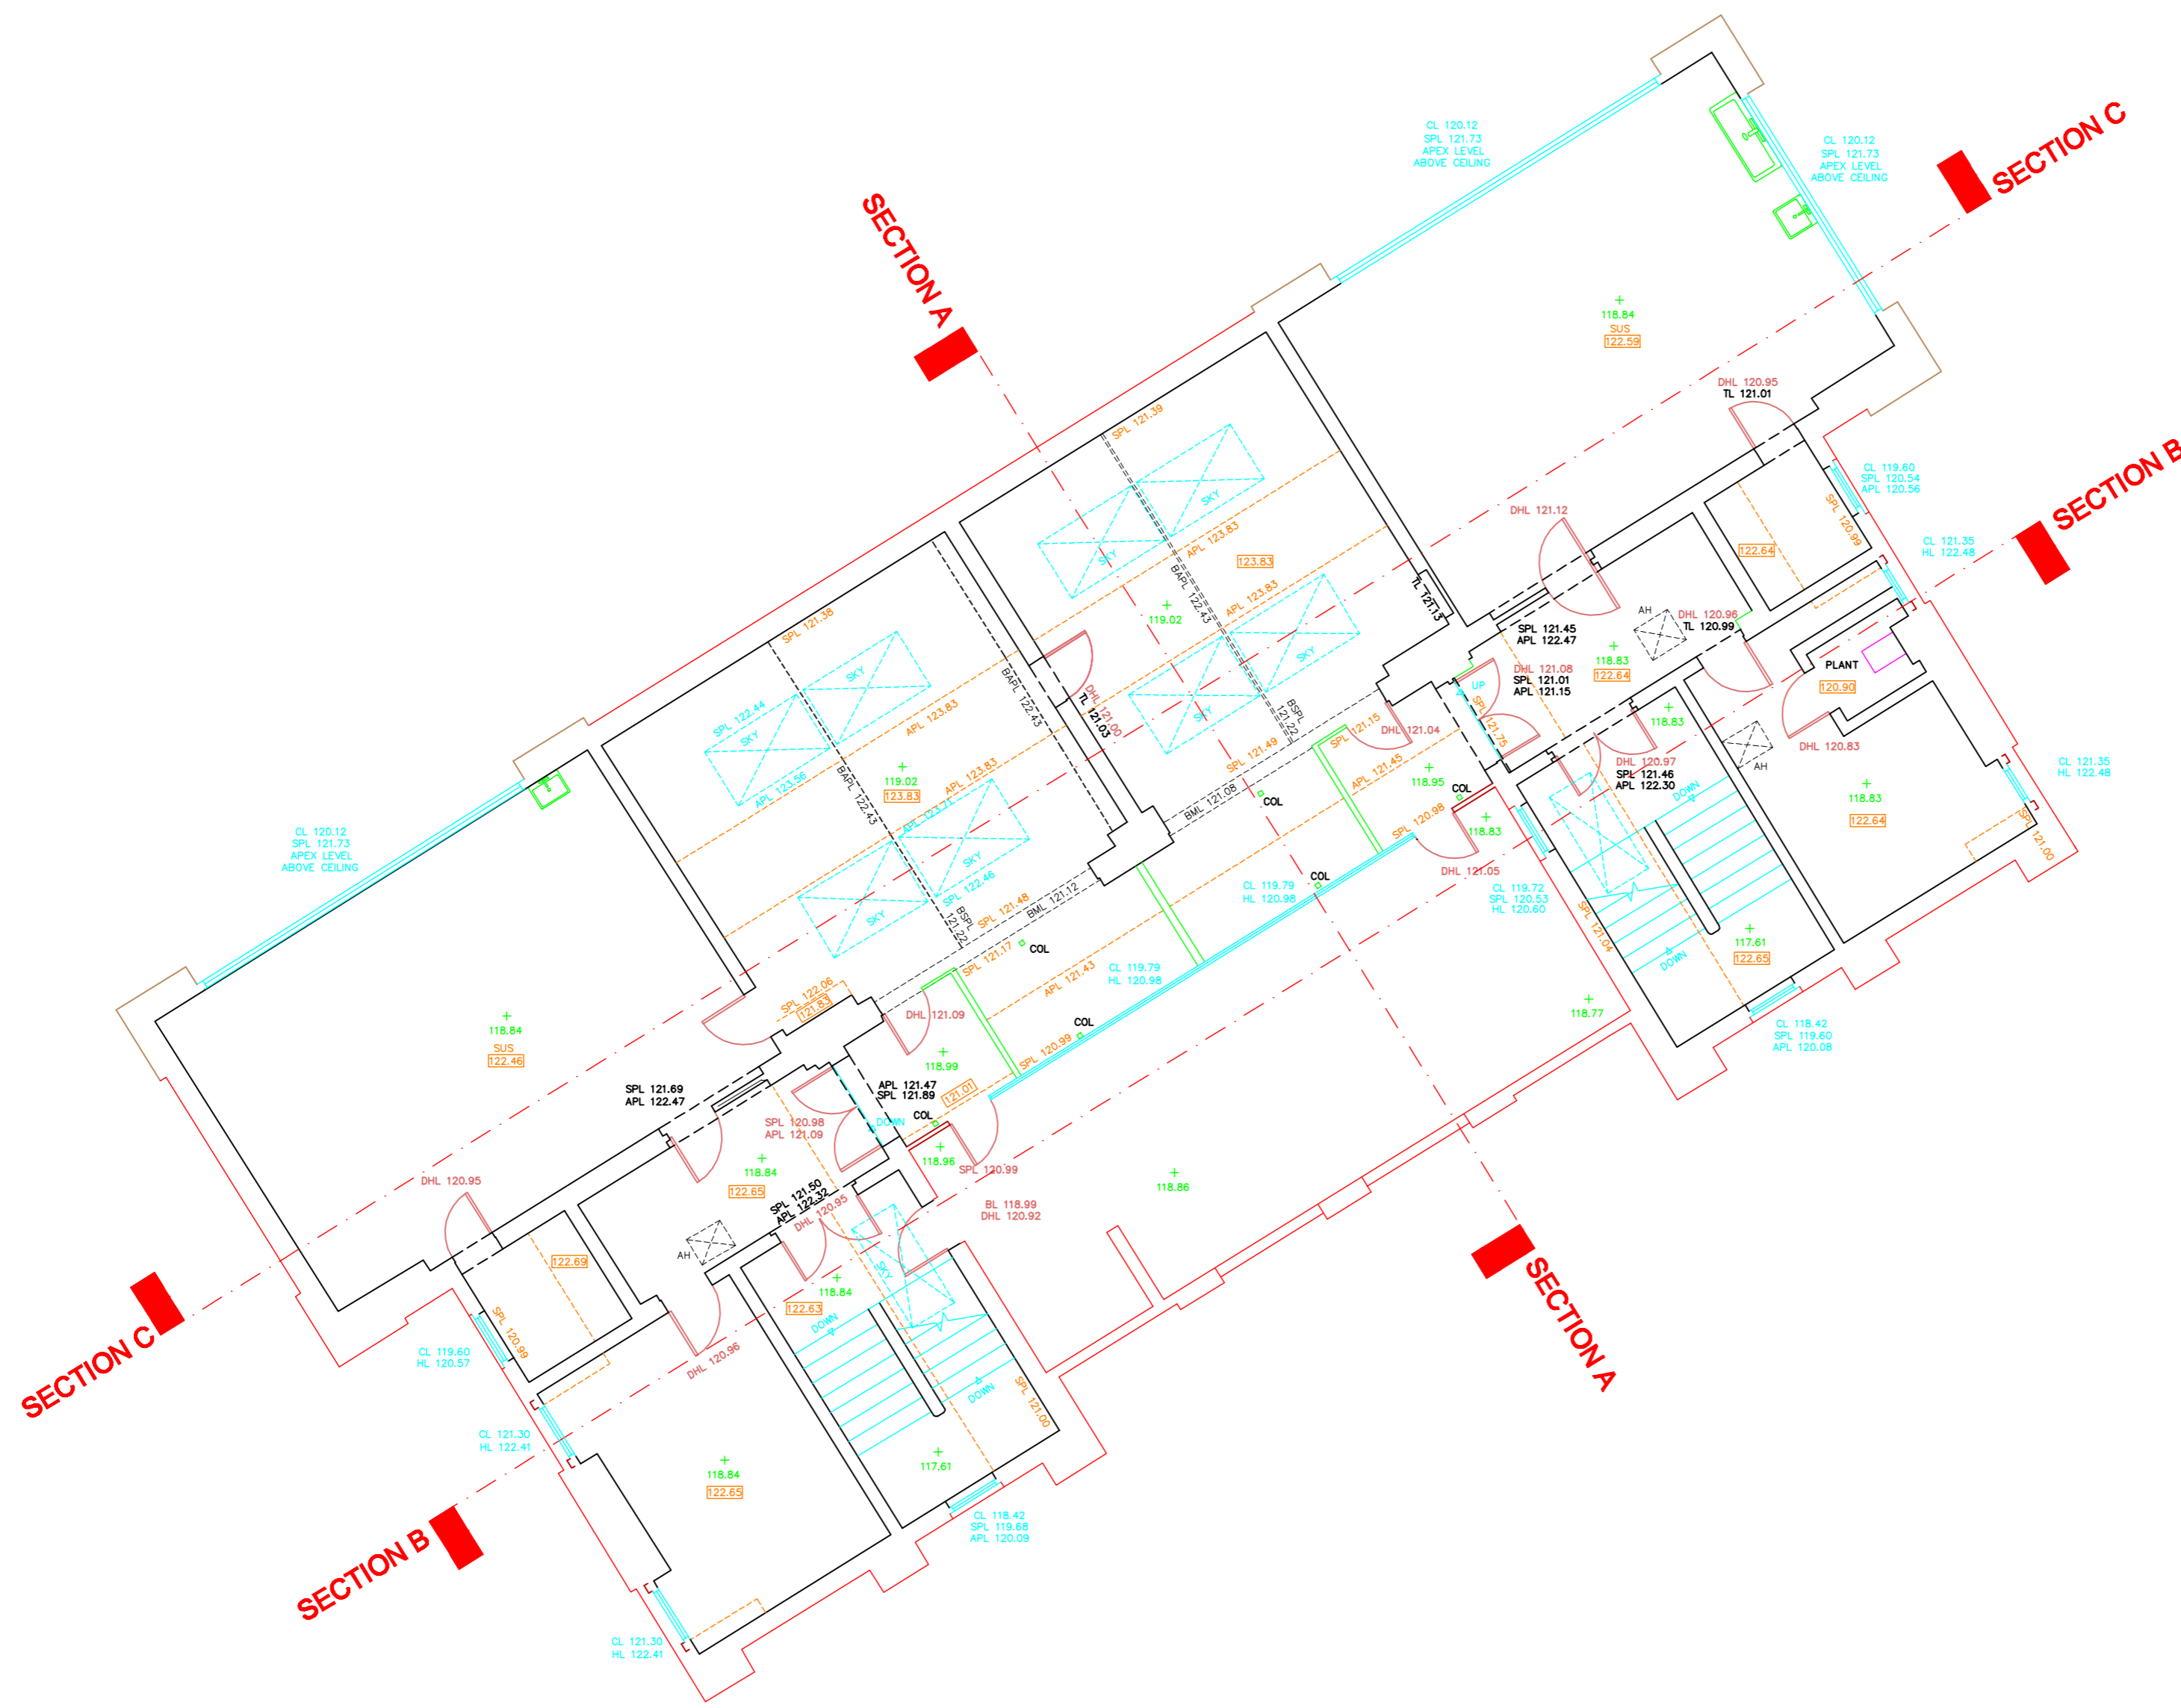 CL 120.12
SPL 121.73
APEX LEVEL
ABOVE CEILING
CL 120.12
SPL 121.73
APEX LEVEL
ABOVE CEILING
SECTION C
SECTION A
118.84
SUS
122.59
DHL 120.95
TL 121.01
SECTION B
CL 119.60
SPL 120.54
APL 120.56
SPL 120.99
SPL 121.39
SKY
SKY
APL 123.83
BAPL 122.43
123.83
APL 123.83
119.02
SKY
SKY
BSPL
121.22
DHL 121.12
TL 121.13
122.64
CL 121.35
HL 122.48
AH
DHL 120.96
TL 120.99
SPL 121.45
APL 122.47
118.83
122.64
PLANT
120.90
DHL 121.08
SPL 121.01
APL 121.15
UP
SPL 121.75
118.83
AH
DHL 120.83
CL 121.35
HL 122.48
118.83
122.64
SPL 121.00
DHL 120.97
SPL 121.46
APL 122.30
DOWN
DOWN
SPL 121.04
117.61
122.65
CL 118.42
SPL 119.60
APL 120.08
SPL 121.38
SKY
SPL 122.44
SKY
APL 123.56
APL 123.83
BAPL 122.43
BAPL 122.43
119.02
123.83
APL 123.83
APL 123.71
SKY
SKY
SPL 122.46
BSPL
121.22
DHL 121.00
TL 121.03
SPL 121.49
BML 121.08
SPL 121.15
DHL 121.04
APL 121.45
118.95
COL
COL
SPL 120.98
118.83
DHL 121.05
COL
CL 119.79
HL 120.98
CL 119.72
SPL 120.53
HL 120.60
SPL 121.48
BML 121.12
COL
SPL 121.17
APL 121.43
CL 119.79
HL 120.98
118.77
COL
SPL 120.99
CL 120.12
SPL 121.73
APEX LEVEL
ABOVE CEILING
118.84
SUS
122.46
SPL 122.06
121.83
DHL 121.09
118.99
SPL 121.69
APL 122.47
APL 121.47
SPL 121.89
121.01
COL
DOWN
SPL 120.98
APL 121.09
118.96
SPL 120.99
118.84
122.65
SPL 121.50
APL 122.32
DHL 120.95
BL 118.99
DHL 120.92
118.86
DHL 120.95
AH
122.69
SPL 120.99
SKY
118.84
122.63
DOWN
DOWN
DHL 120.96
SECTION C
CL 119.60
HL 120.57
SPL 121.00
SECTION A
CL 121.30
HL 122.41
118.84
122.65
117.61
CL 118.42
SPL 119.68
APL 120.09
SECTION B
CL 121.30
HL 122.41